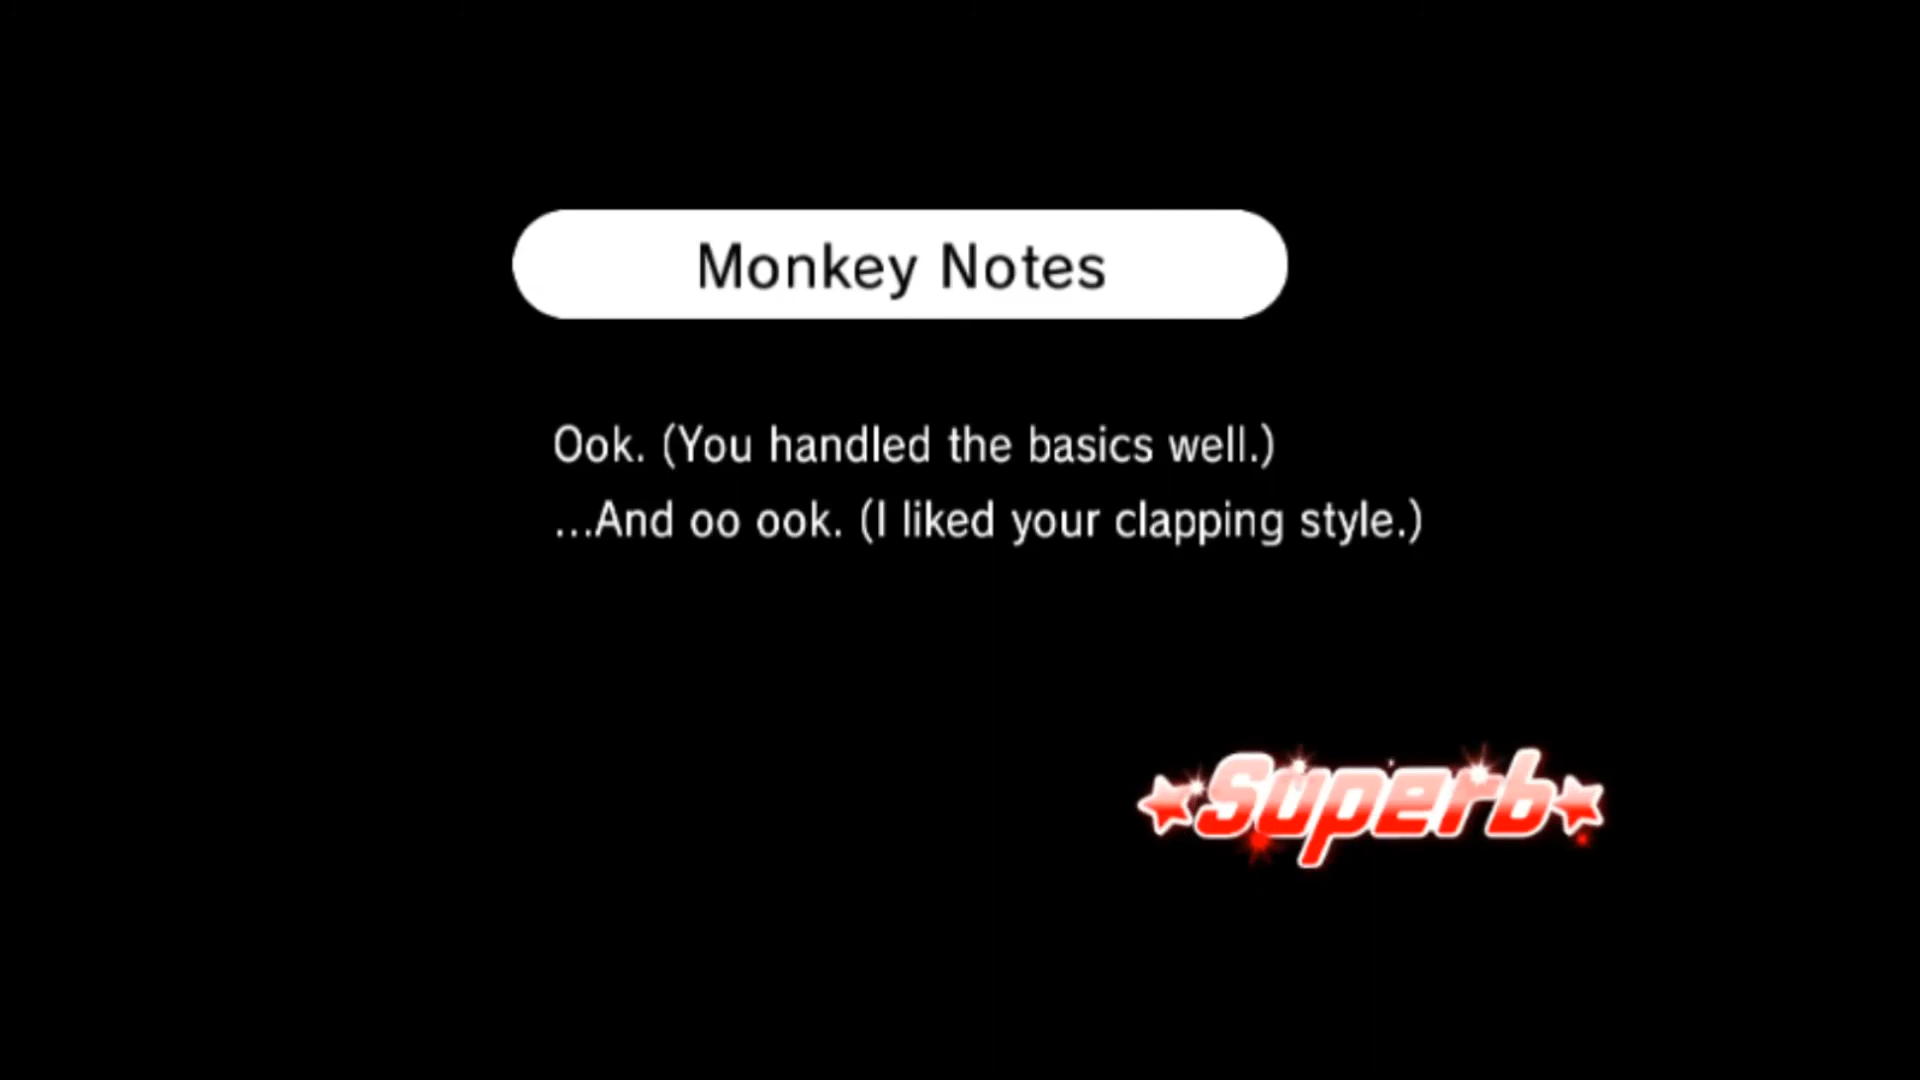 Monkey Notes
Ook. (You handled the basics well.)
...And oo ook. (I liked your clapping style.)
Superb